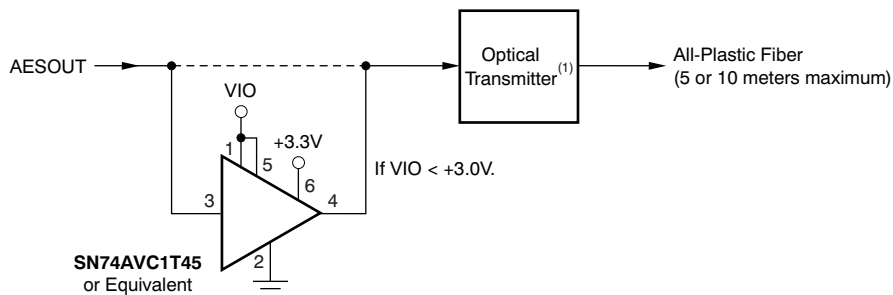 AESOUT
Optical
Transmitter(1)
All-Plastic Fiber
(5 or 10 meters maximum)
VIO
+3.3V
1
5
6
If VIO < +3.0V.
3
4
2
SN74AVC1T45
or Equivalent